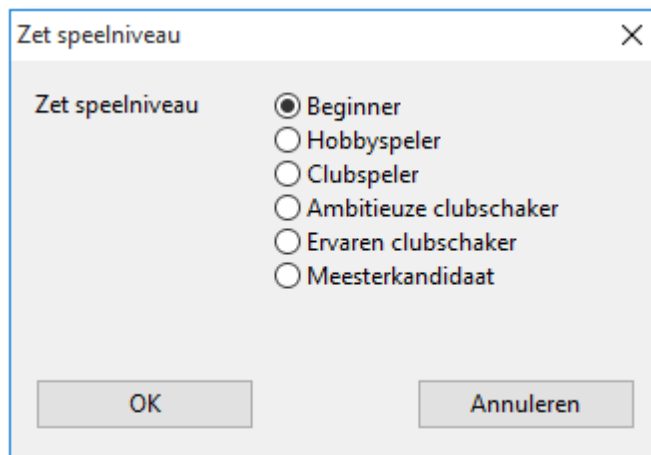 Zet speelniveau
Zet speelniveau
Beginner
Hobbyspeler
Clubspeler
Ambitieuze clubschaker
Ervaren clubschaker
Meesterkandidaat
OK
Annuleren